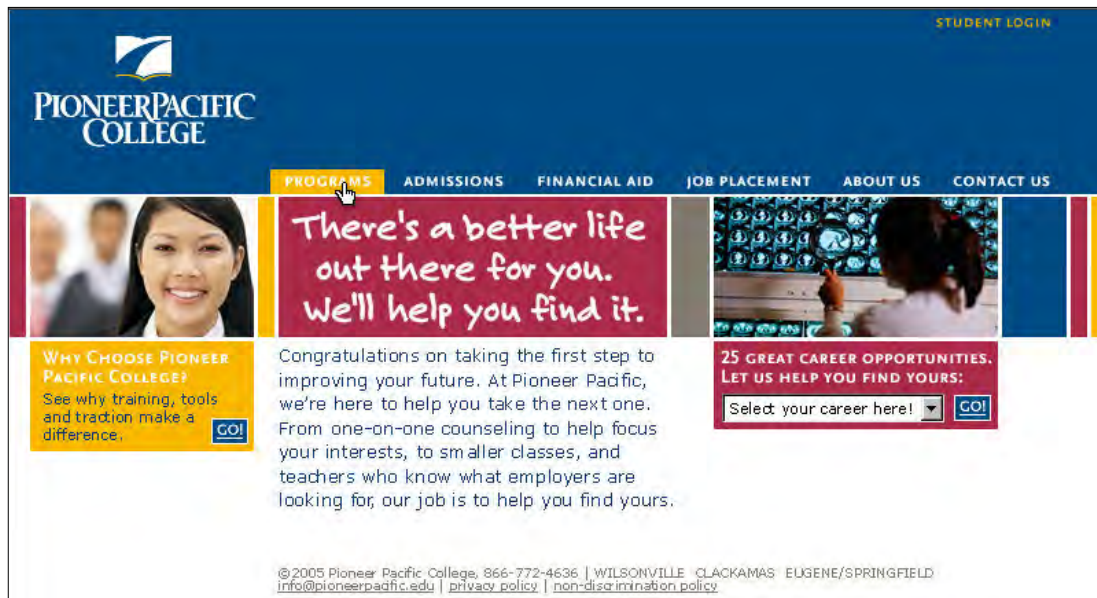 STUDENT LOGIN
PIONEERPACIFIC
COLLEGE
PROGRAMS ADMISSIONS FINANCIAL AID JOB PLACEMENT ABOUT US CONTACT US
There's a better life
out there for you.
We'll help you find it.
WHY CHOOSE PIONEER
PACIFIC COLLEGE?
See why training, tools
and traction make a
difference. GO!
Congratulations on taking the first step to
improving your future. At Pioneer Pacific,
we're here to help you take the next one.
From one-on-one counseling to help focus
your interests, to smaller classes, and
teachers who know what employers are
looking for, our job is to help you find yours.
25 GREAT CAREER OPPORTUNITIES.
LET US HELP YOU FIND YOURS:
Select your career here! GO!
©2005 Pioneer Pacific College, 866-772-4636 | WILSONVILLE CLACKAMAS EUGENE/SPRINGFIELD
info@pioneerpacific.edu | privacy policy | non-discrimination policy